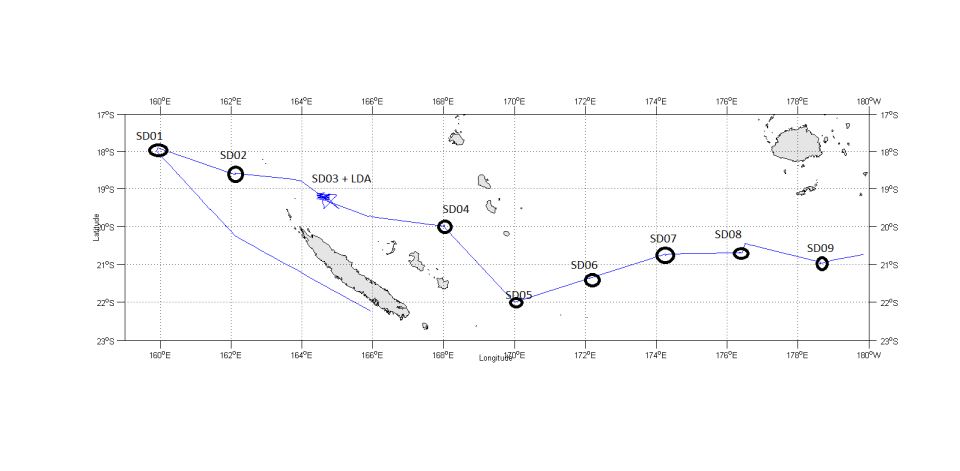 160°E 162°E 164°E 166°E 168°E 170°E 172°E 174°E 176°E 178°E 180°W
17°S 17°S
SD01
18°S 18°S
SD02
SD03 + LDA
19°S 19°S
SD04
20°S 20°S
Latitude
SD07 SD08
SD09
21°S 21°S
SD06
SD05
22°S 22°S
23°S 23°S
160°E 162°E 164°E 166°E 168°E 170°E 172°E 174°E 176°E 178°E 180°W
Longitude